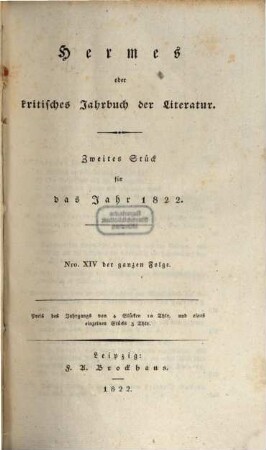 Hermes
oder
kritisches Jahrbuch der Literatur.
Zweites Stück
für
das Jahr 1822.
Nro. XIV der ganzen Folge.
Preis des Jahrgangs von 4 Stücken 10 Thlr. und eines
einzelnen Stücks 3 Thlr.
Leipzig:
F. A. Brockhaus.
1822.